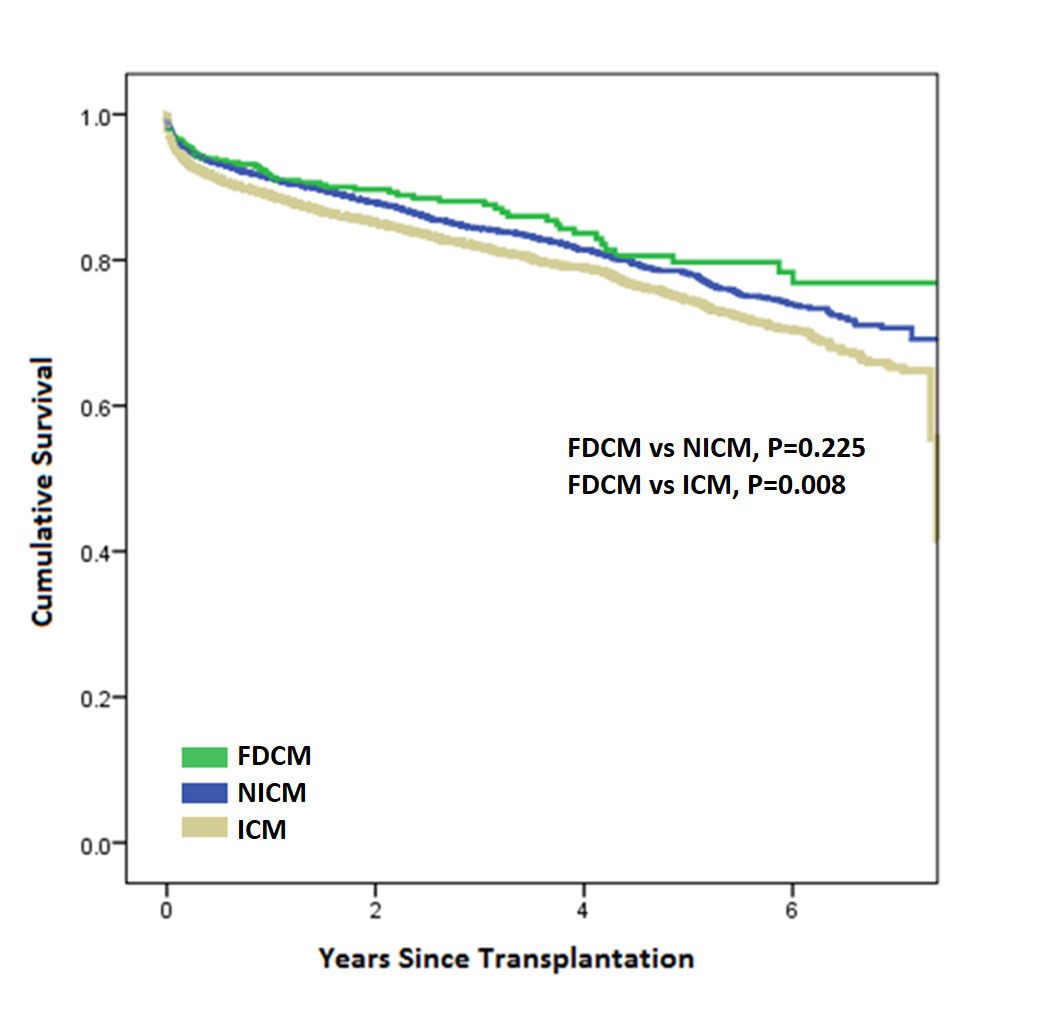 1.0
0.8
0.6
0.4
0.2
0.0
Cumulative Survival
FDCM vs NICM, P=0.225
FDCM vs ICM, P=0.008
FDCM
NICM
ICM
0 2 4 6
Years Since Transplantation